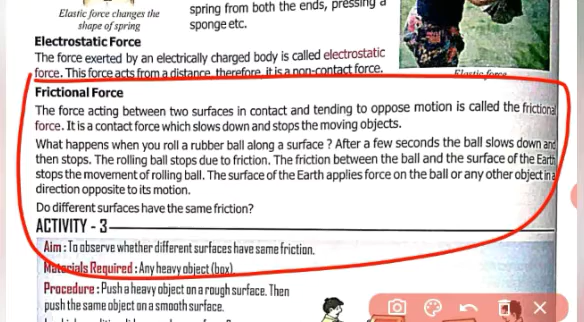 Elastic force changes the
shape of spring
spring from both the ends, pressing a
sponge etc.
Electrostatic Force
The force exerted by an electrically charged body is called electrostatic
force. This force acts from a distance, therefore, it is a non-contact force.
Elastic force
Frictional Force
The force acting between two surfaces in contact and tending to oppose motion is called the frictional
force. It is a contact force which slows down and stops the moving objects.
What happens when you roll a rubber ball along a surface ? After a few seconds the ball slows down and
then stops. The rolling ball stops due to friction. The friction between the ball and the surface of the Earth
stops the movement of rolling ball. The surface of the Earth applies force on the ball or any other object in a
direction opposite to its motion.
Do different surfaces have the same friction?
ACTIVITY - 3
Aim : To observe whether different surfaces have same friction.
Materials Required : Any heavy object (box)
Procedure : Push a heavy object on a rough surface. Then
push the same object on a smooth surface.